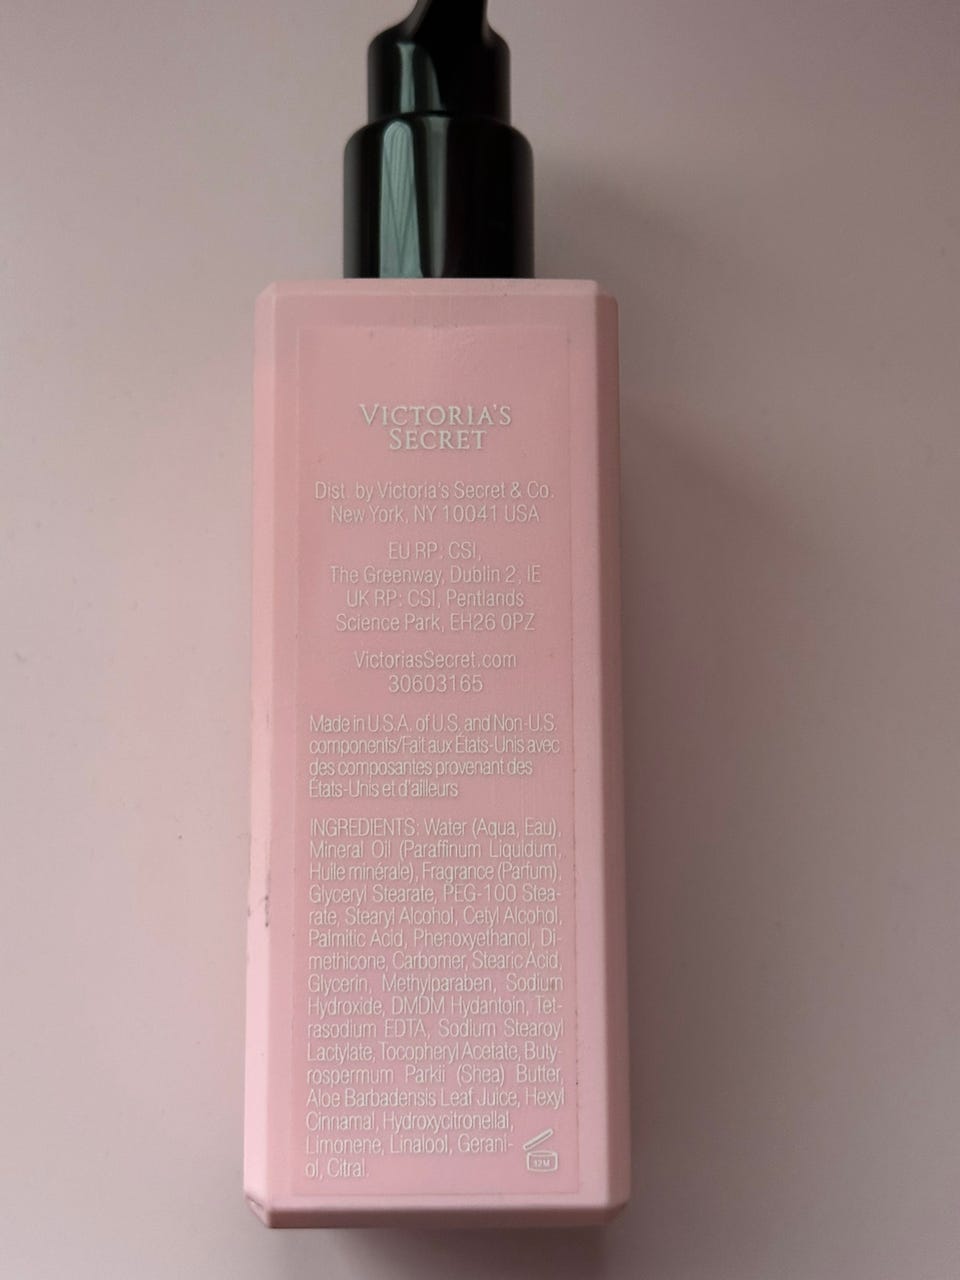 VICTORIA'S
SECRET
Dist. by Victoria's Secret & Co.
New York, NY 10041 USA
EU RP: CSI,
The Greenway, Dublin 2, IE
UK RP: CSI, Pentlands
Science Park, EH26 0PZ
VictoriasSecret.com
30603165
Made in U.S.A. of U.S. and Non-U.S.
components/Fait aux États-Unis avec
des composantes provenant des
États-Unis et d'ailleurs
INGREDIENTS: Water (Aqua, Eau),
Mineral Oil (Paraffinum Liquidum,
Huile minérale), Fragrance (Parfum),
Glyceryl Stearate, PEG-100 Stea-
rate, Stearyl Alcohol, Cetyl Alcohol,
Palmitic Acid, Phenoxyethanol, Di-
methicone, Carbomer, Stearic Acid,
Glycerin, Methylparaben, Sodium
Hydroxide, DMDM Hydantoin, Tet-
rasodium EDTA, Sodium Stearoyl
Lactylate, Tocopheryl Acetate, Buty-
rospermum Parkii (Shea) Butter,
Aloe Barbadensis Leaf Juice, Hexyl
Cinnamal, Hydroxycitronellal,
Limonene, Linalool, Gerani-
ol, Citral.
12M